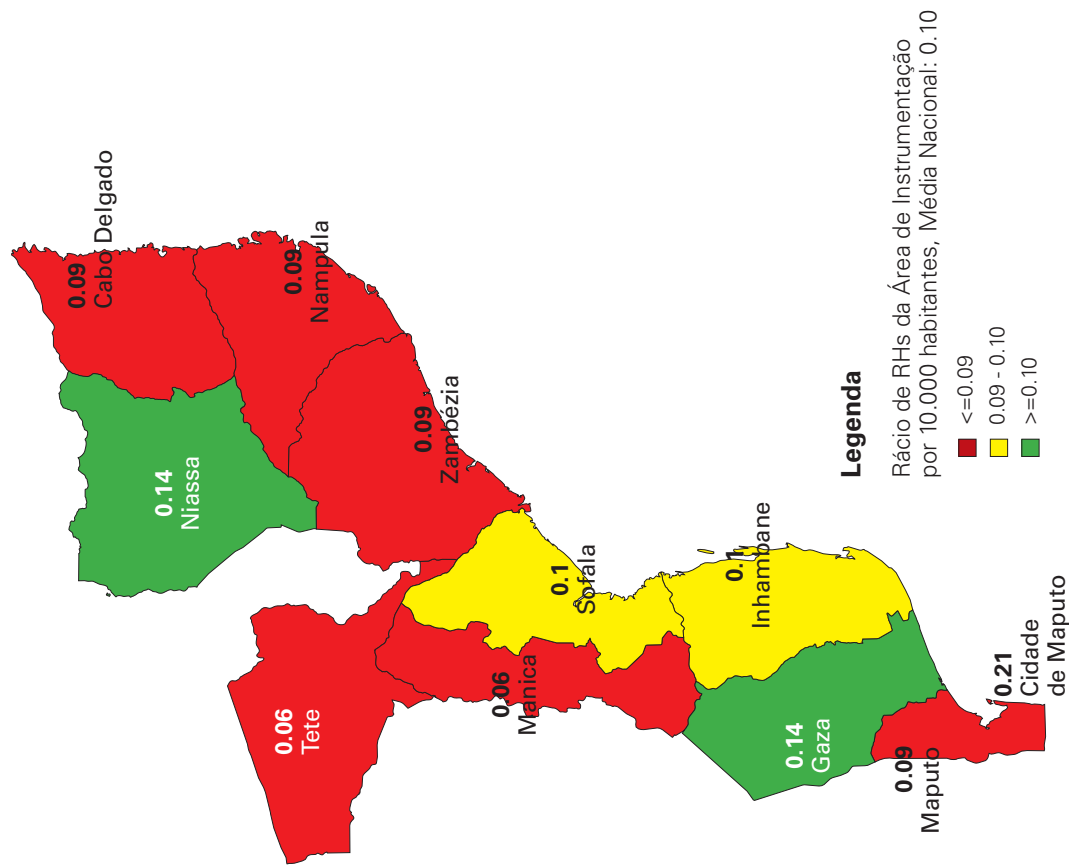 0.09
Cabo Delgado
0.14
Niassa
0.09
Nampula
0.09
Zambézia
0.06
Tete
0.06
Manica
0.1
Sofala
0.1
Inhambane
0.14
Gaza
0.09
Maputo
0.21
Cidade
de Maputo
Legenda
Rácio de RHs da Área de Instrumentação
por 10.000 habitantes, Média Nacional: 0.10
<=0.09
0.09 - 0.10
>=0.10